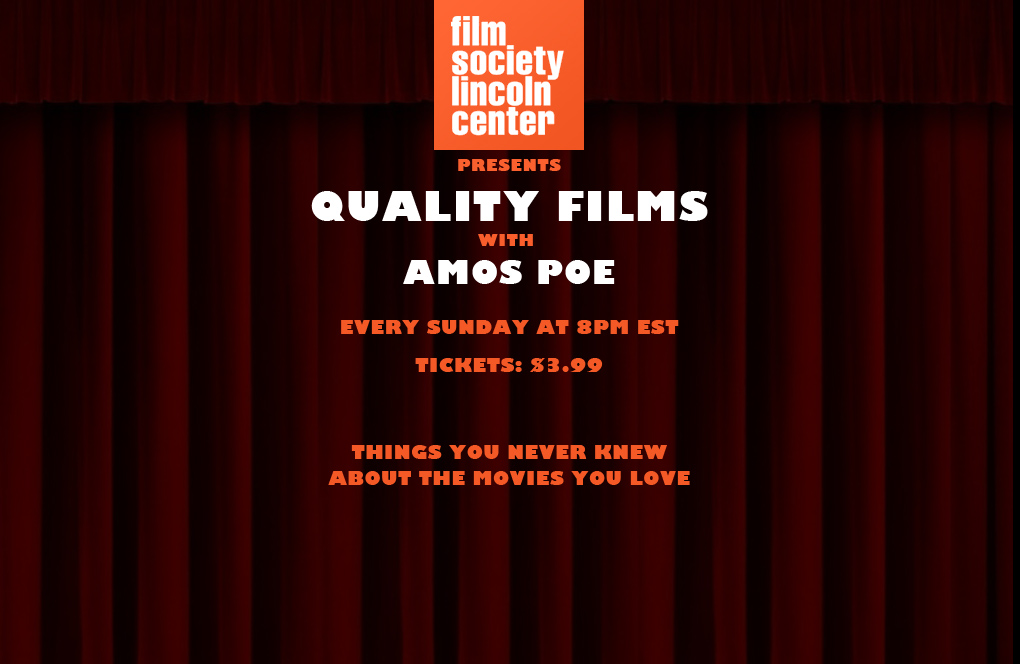 film
society
lincoln
center
PRESENTS
QUALITY FILMS
WITH
AMOS POE
EVERY SUNDAY AT 8PM EST
TICKETS: $3.99
THINGS YOU NEVER KNEW
ABOUT THE MOVIES YOU LOVE